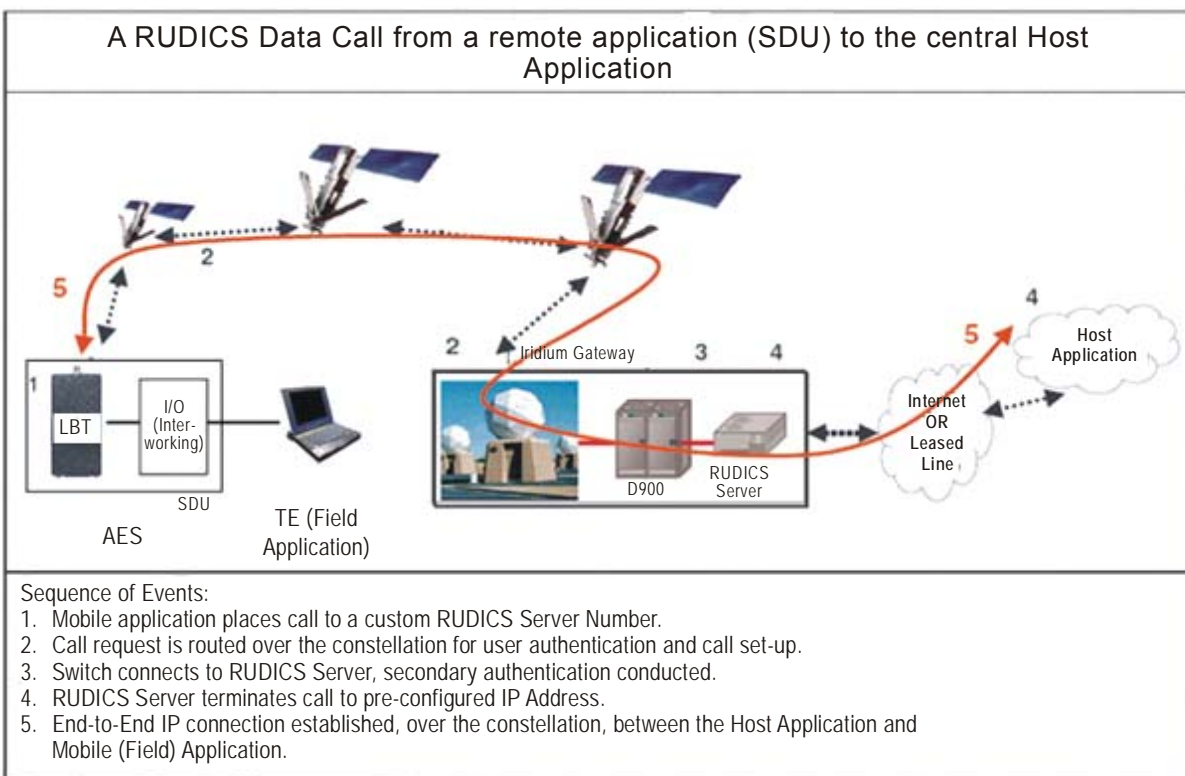 A RUDICS Data Call from a remote application (SDU) to the central Host
Application
2
5
4
Host
Application
5
2
Iridium Gateway
3
4
1
LBT
I/O
(Inter-
working)
SDU
AES
TE (Field
Application)
D900
RUDICS
Server
Internet
OR
Leased
Line
Sequence of Events:
1. Mobile application places call to a custom RUDICS Server Number.
2. Call request is routed over the constellation for user authentication and call set-up.
3. Switch connects to RUDICS Server, secondary authentication conducted.
4. RUDICS Server terminates call to pre-configured IP Address.
5. End-to-End IP connection established, over the constellation, between the Host Application and
Mobile (Field) Application.